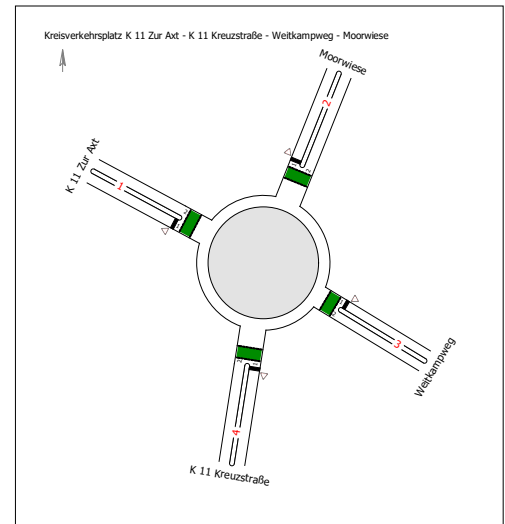 Kreisverkehrsplatz K 11 Zur Axt - K 11 Kreuzstraße - Weitkampweg - Moorwiese
Moorwiese
2
K 11 Zur Axt
1
3
Weitkampweg
4
K 11 Kreuzstraße